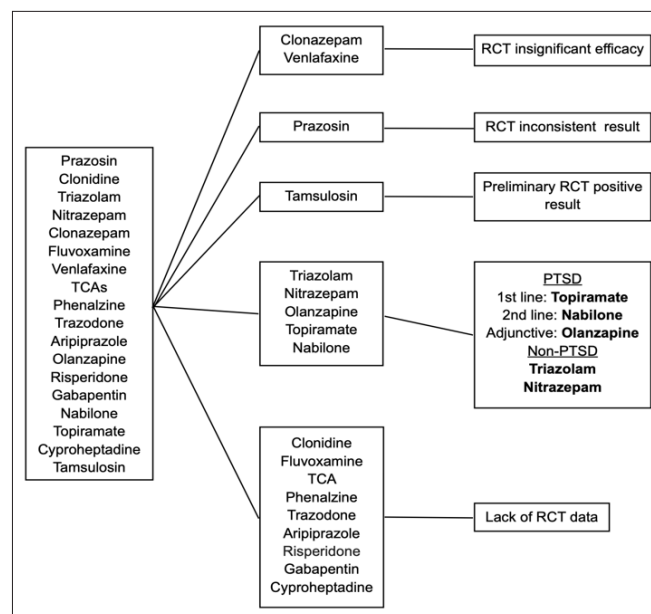 Prazosin
Clonidine
Triazolam
Nitrazepam
Clonazepam
Fluvoxamine
Venlafaxine
TCAs
Phenalzine
Trazodone
Aripiprazole
Olanzapine
Risperidone
Gabapentin
Nabilone
Topiramate
Cyproheptadine
Tamsulosin
Clonazepam
Venlafaxine
RCT insignificant efficacy
Prazosin
RCT inconsistent result
Tamsulosin
Preliminary RCT positive
result
Triazolam
Nitrazepam
Olanzapine
Topiramate
Nabilone
PTSD
1st line: Topiramate
2nd line: Nabilone
Adjunctive: Olanzapine
Non-PTSD
Triazolam
Nitrazepam
Clonidine
Fluvoxamine
TCA
Phenalzine
Trazodone
Aripiprazole
Risperidone
Gabapentin
Cyproheptadine
Lack of RCT data